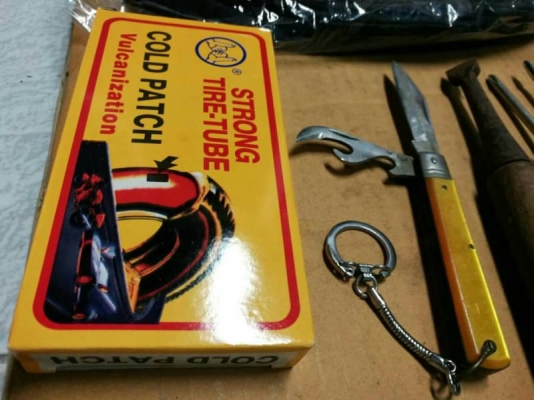 STRONG
TIRE-TUBE
COLD PATCH
Vulcanization
®
COLD PATCH